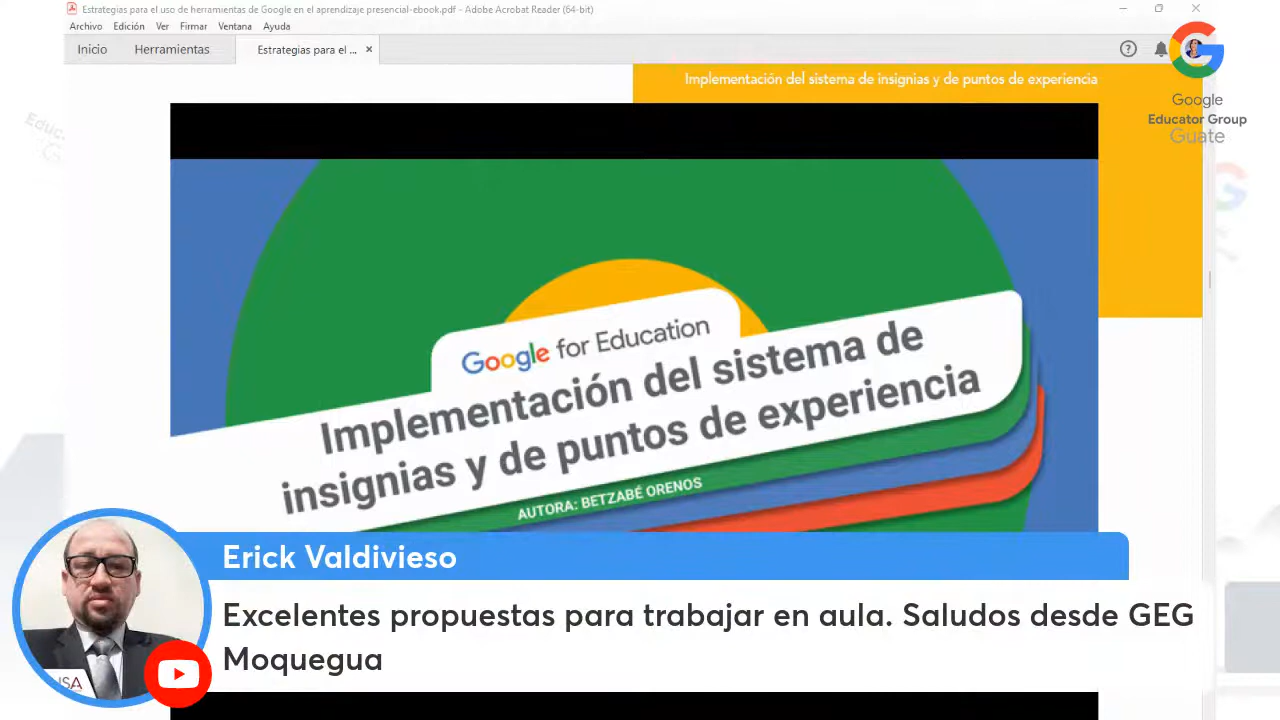 Estrategias para el uso de herramientas de Google en el aprendizaje presencial-ebook.pdf - Adobe Acrobat Reader (64-bit)
Archivo Edición Ver Firmar Ventana Ayuda
Inicio Herramientas Estrategias para el ... ×
Implementación del sistema de insignias y de puntos de experiencia
Google
Educator Group
Guate
Google for Education
Implementación del sistema de
insignias y de puntos de experiencia
AUTORA: BETZABÉ ORENOS
Erick Valdivieso
Excelentes propuestas para trabajar en aula. Saludos desde GEG
Moquegua